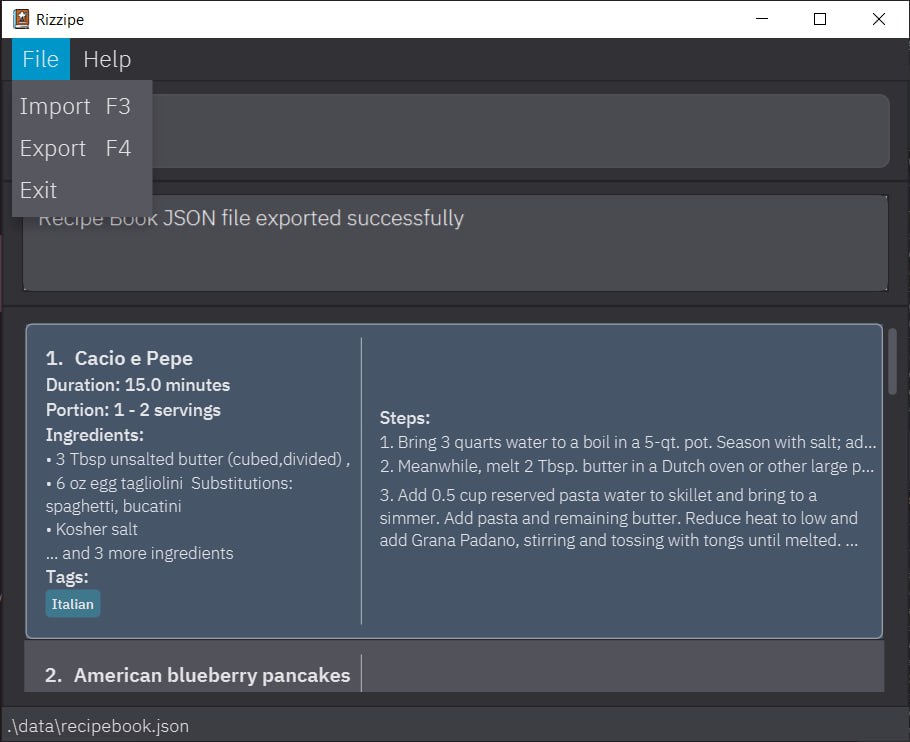 Rizzipe
File Help
Import F3
Export F4
Exit
Recipe Book JSON file exported successfully
1. Cacio e Pepe
Duration: 15.0 minutes
Portion: 1 - 2 servings
Ingredients:
• 3 Tbsp unsalted butter (cubed,divided) ,
• 6 oz egg tagliolini Substitutions:
spaghetti, bucatini
• Kosher salt
... and 3 more ingredients
Tags:
Italian
Steps:
1. Bring 3 quarts water to a boil in a 5-qt. pot. Season with salt; ad...
2. Meanwhile, melt 2 Tbsp. butter in a Dutch oven or other large p...
3. Add 0.5 cup reserved pasta water to skillet and bring to a
simmer. Add pasta and remaining butter. Reduce heat to low and
add Grana Padano, stirring and tossing with tongs until melted. ...
2. American blueberry pancakes
.\data\recipebook.json